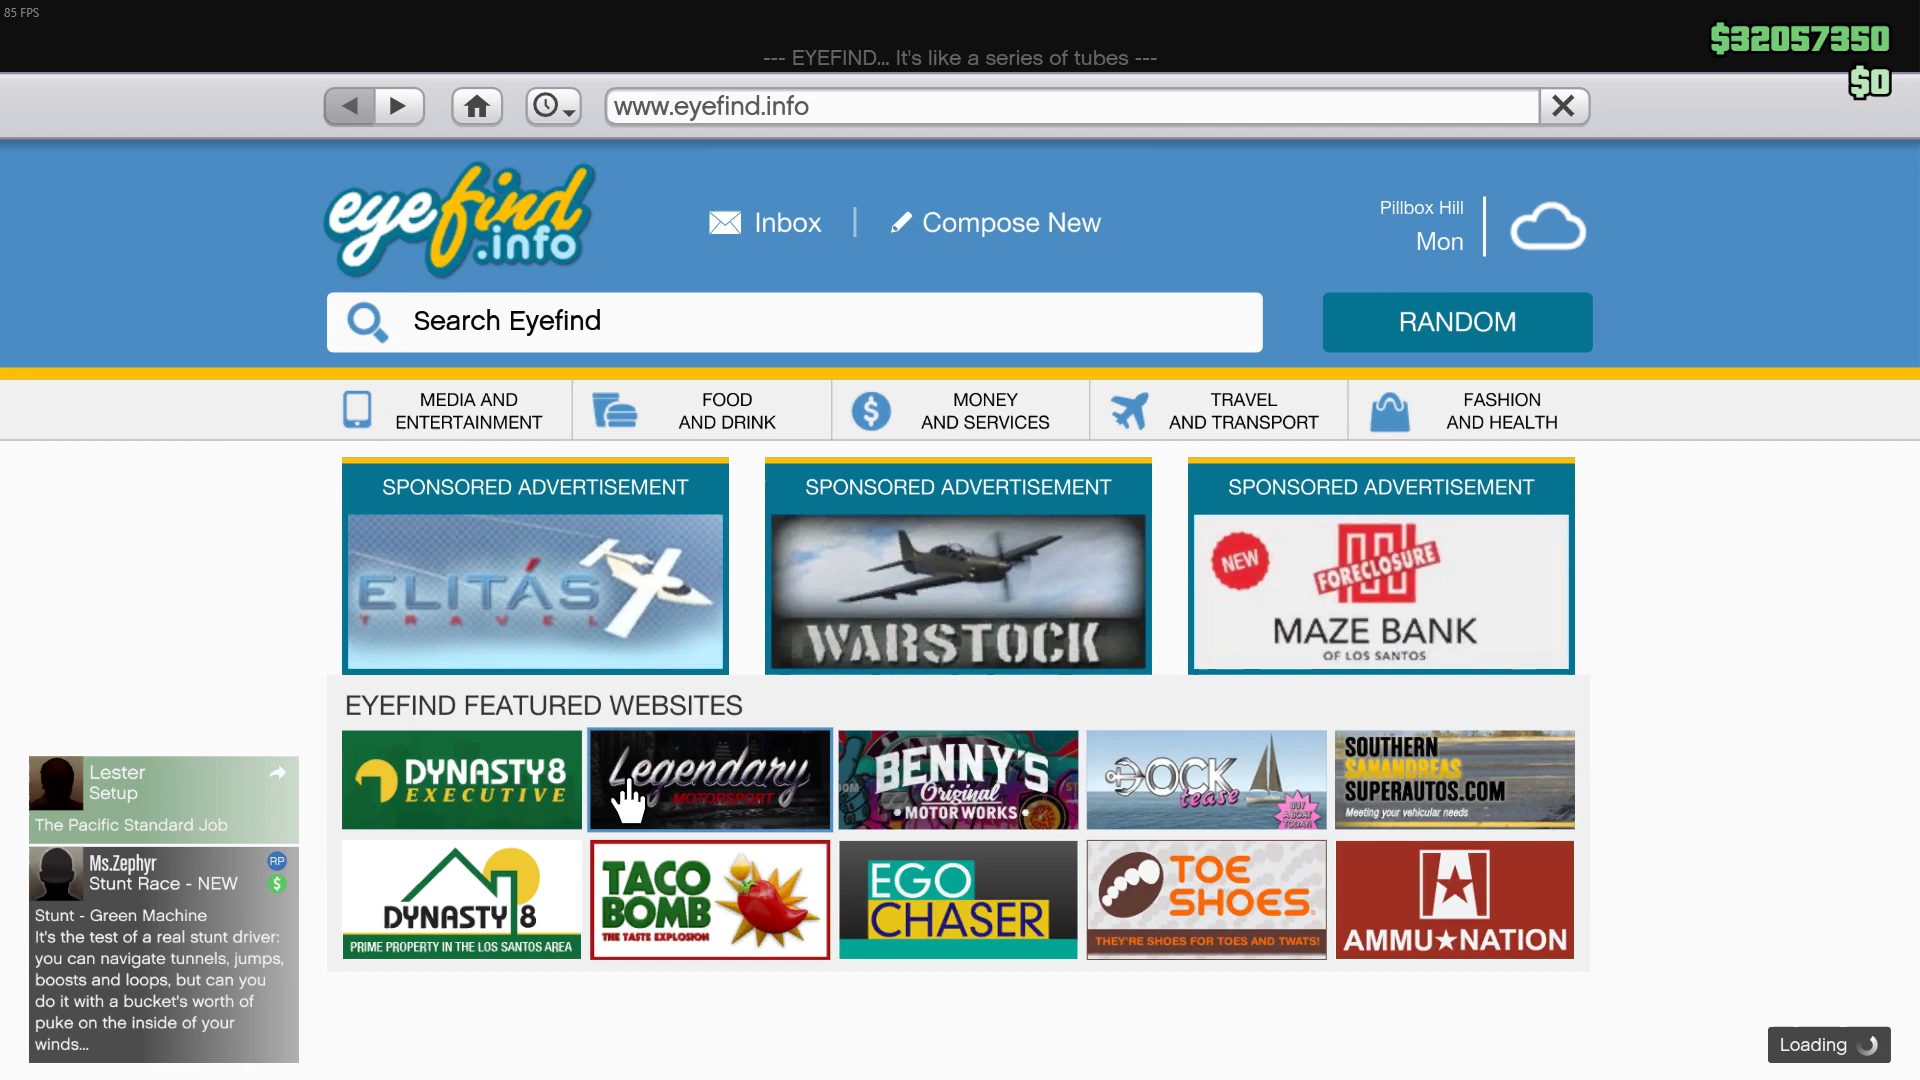 85 FPS
--- EYEFIND... It's like a series of tubes ---
$32057350
$0
www.eyefind.info
eyefind
.info
Inbox
Compose New
Pillbox Hill
Mon
Search Eyefind
RANDOM
MEDIA AND
ENTERTAINMENT
FOOD
AND DRINK
MONEY
AND SERVICES
TRAVEL
AND TRANSPORT
FASHION
AND HEALTH
SPONSORED ADVERTISEMENT
ELITÁS
TRAVEL
SPONSORED ADVERTISEMENT
WARSTOCK
SPONSORED ADVERTISEMENT
NEW
FORECLOSURE
MAZE BANK
OF LOS SANTOS
EYEFIND FEATURED WEBSITES
DYNASTY8
EXECUTIVE
Legendary
MOTORSPORT
BENNY'S
Original
• MOTORWORKS •
DOCK
tease
BUY
A BOAT
TODAY!
SOUTHERN
SANANDREAS
SUPERAUTOS.COM
Meeting your vehicular needs
DYNASTY 8
PRIME PROPERTY IN THE LOS SANTOS AREA
TACO
BOMB
THE TASTE EXPLOSION
EGO
CHASER
TOE
SHOES
THEY'RE SHOES FOR TOES AND TWATS!
AMMU★NATION
Lester
Setup
The Pacific Standard Job
Ms.Zephyr
RP
Stunt Race - NEW
$
Stunt - Green Machine
It's the test of a real stunt driver:
you can navigate tunnels, jumps,
boosts and loops, but can you
do it with a bucket's worth of
puke on the inside of your
winds...
Loading